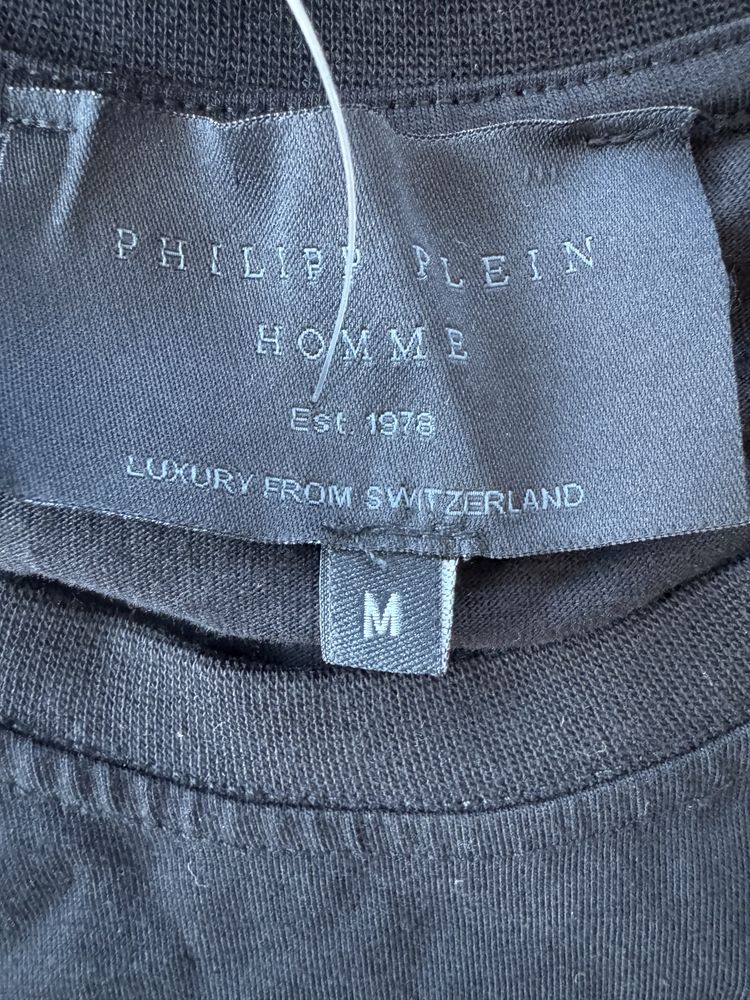 PHILIPP PLEIN
HOMME
Est. 1978
LUXURY FROM SWITZERLAND
M